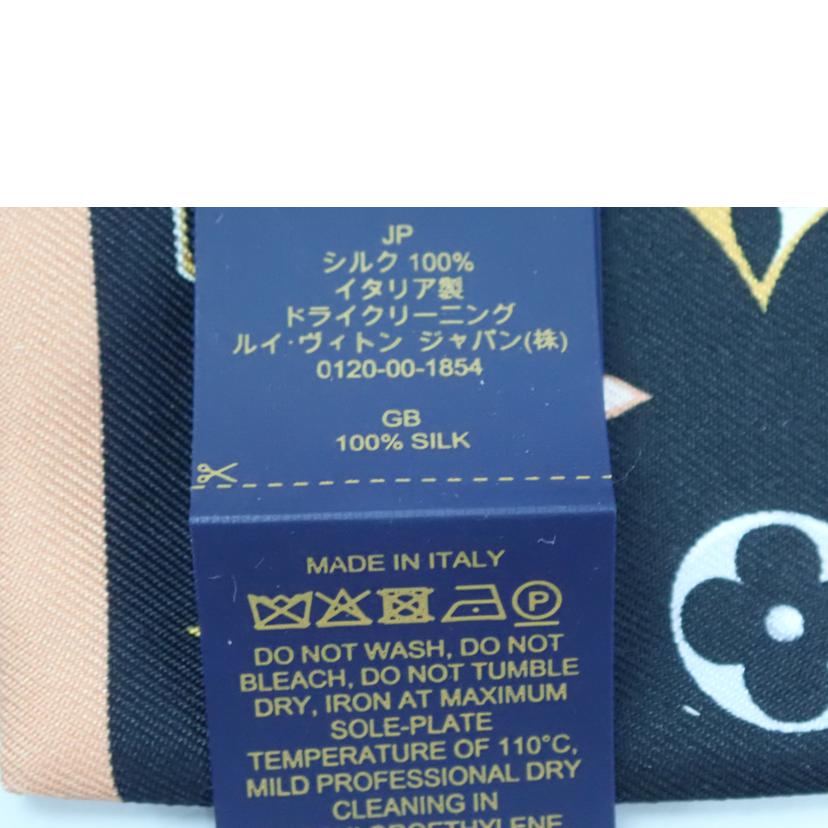 JP
シルク 100%
イタリア製
ドライクリーニング
ルイ·ヴィトン ジャパン(株)
0120-00-1854
GB
100% SILK
MADE IN ITALY
P
DO NOT WASH, DO NOT
BLEACH, DO NOT TUMBLE
DRY, IRON AT MAXIMUM
SOLE-PLATE
TEMPERATURE OF 110°C,
MILD PROFESSIONAL DRY
CLEANING IN